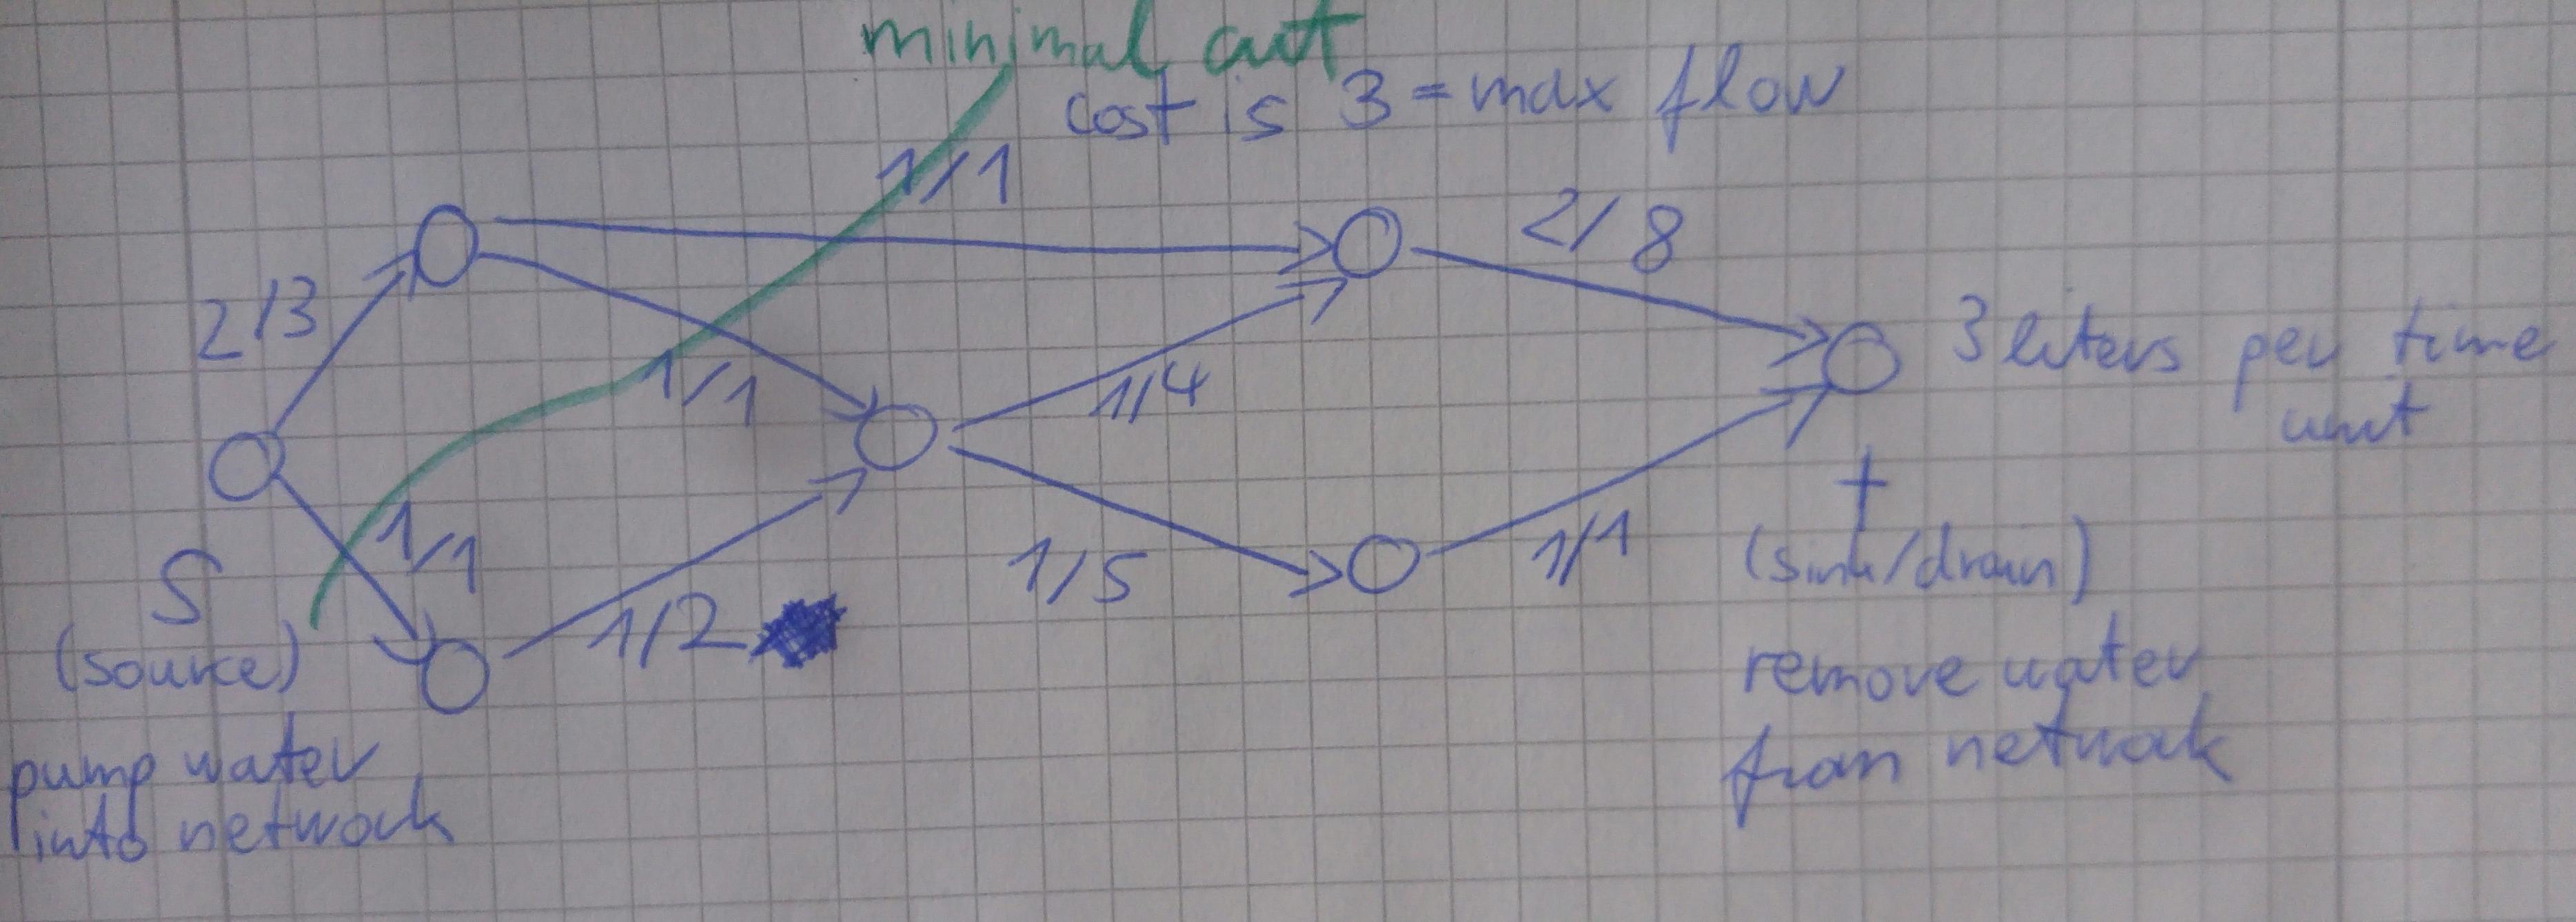 minimal cut
cost is 3 = max flow
1/1
2/8
2/3
3 liters per time
unit
1/1
1/4
t
S
1/1
1/5
1/1
(sink/drain)
(source)
1/2
remove water
from network
pump water
into network